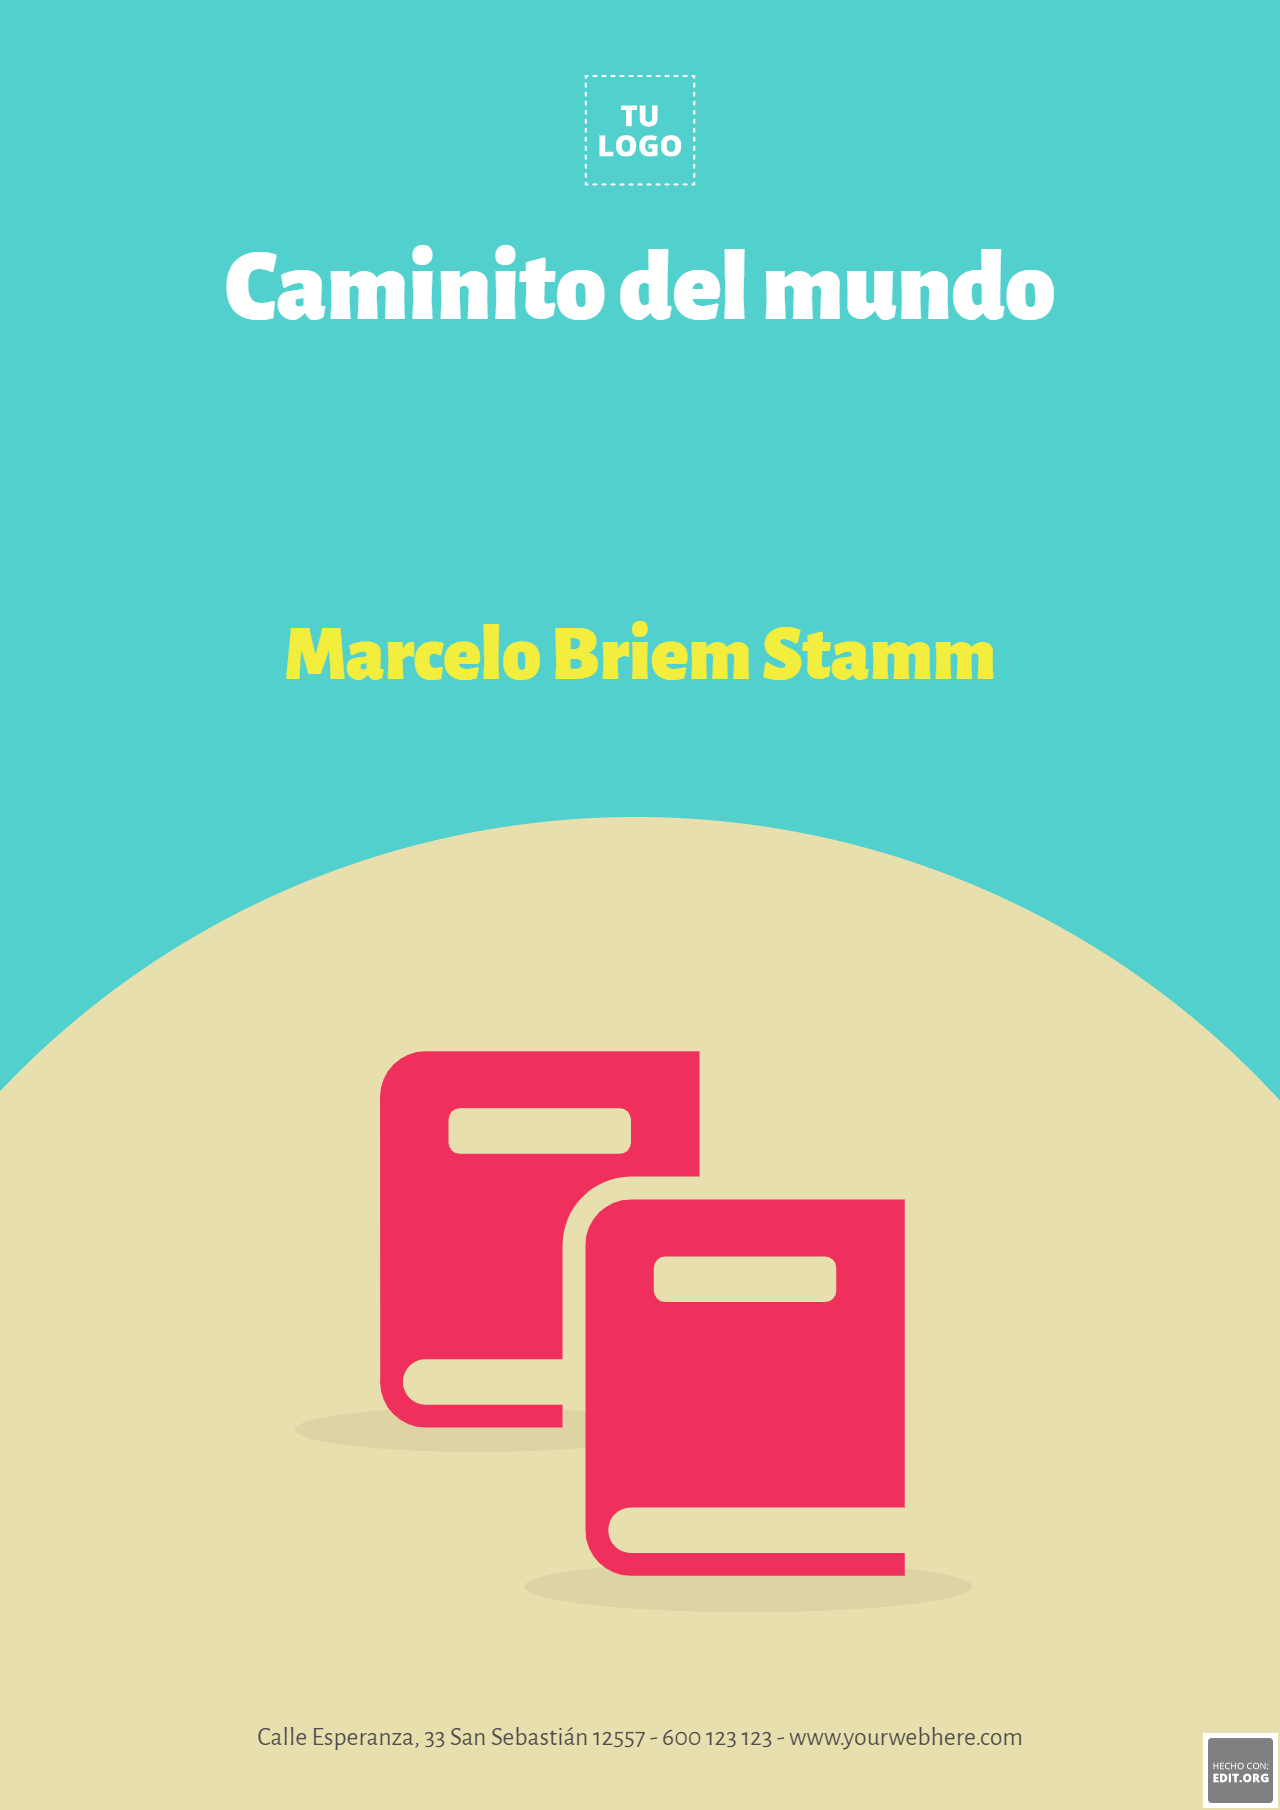 TU
LOGO
Caminito del mundo
Marcelo Briem Stamm
Calle Esperanza, 33 San Sebastián 12557 - 600 123 123 - www.yourwebhere.com
HECHO CON:
EDIT.ORG